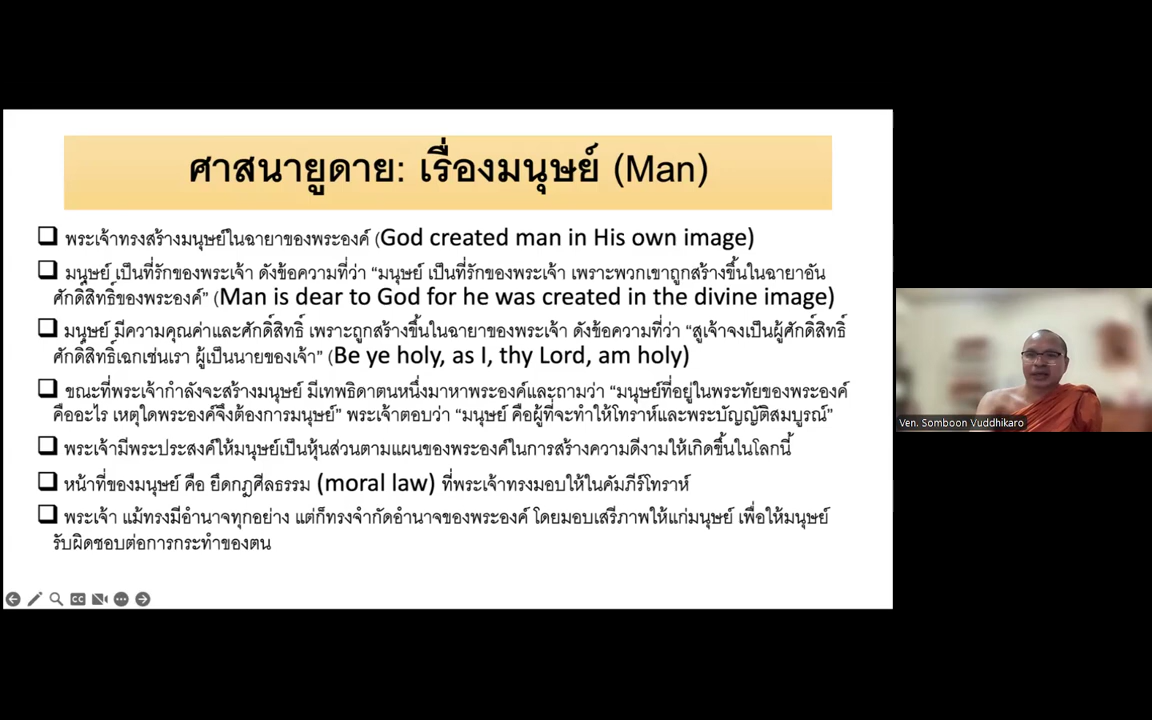 ศาสนายูดาย: เรื่องมนุษย์ (Man)
พระเจ้าทรงสร้างมนุษย์ในฉายาของพระองค์ (God created man in His own image)
มนุษย์ เป็นที่รักของพระเจ้า ดังข้อความที่ว่า “มนุษย์ เป็นที่รักของพระเจ้า เพราะพวกเขาถูกสร้างขึ้นในฉายาอัน
ศักดิ์สิทธิ์ของพระองค์” (Man is dear to God for he was created in the divine image)
มนุษย์ มีความคุณค่าและศักดิ์สิทธิ์ เพราะถูกสร้างขึ้นในฉายาของพระเจ้า ดังข้อความที่ว่า “สูเจ้าจงเป็นผู้ศักดิ์สิทธิ์
ศักดิ์สิทธิ์เฉกเช่นเรา ผู้เป็นนายของเจ้า” (Be ye holy, as I, thy Lord, am holy)
ขณะที่พระเจ้ากำลังจะสร้างมนุษย์ มีเทพธิดาตนหนึ่งมาหาพระองค์และถามว่า “มนุษย์ที่อยู่ในพระทัยของพระองค์
คืออะไร เหตุใดพระองค์จึงต้องการมนุษย์” พระเจ้าตอบว่า “มนุษย์ คือผู้ที่จะทำให้โทราห์และพระบัญญัติสมบูรณ์”
พระเจ้ามีพระประสงค์ให้มนุษย์เป็นหุ้นส่วนตามแผนของพระองค์ในการสร้างความดีงามให้เกิดขึ้นในโลกนี้
หน้าที่ของมนุษย์ คือ ยึดกฎศีลธรรม (moral law) ที่พระเจ้าทรงมอบให้ในคัมภีร์โทราห์
พระเจ้า แม้ทรงมีอำนาจทุกอย่าง แต่ก็ทรงจำกัดอำนาจของพระองค์ โดยมอบเสรีภาพให้แก่มนุษย์ เพื่อให้มนุษย์
รับผิดชอบต่อการกระทำของตน
Ven. Somboon Vuddhikaro